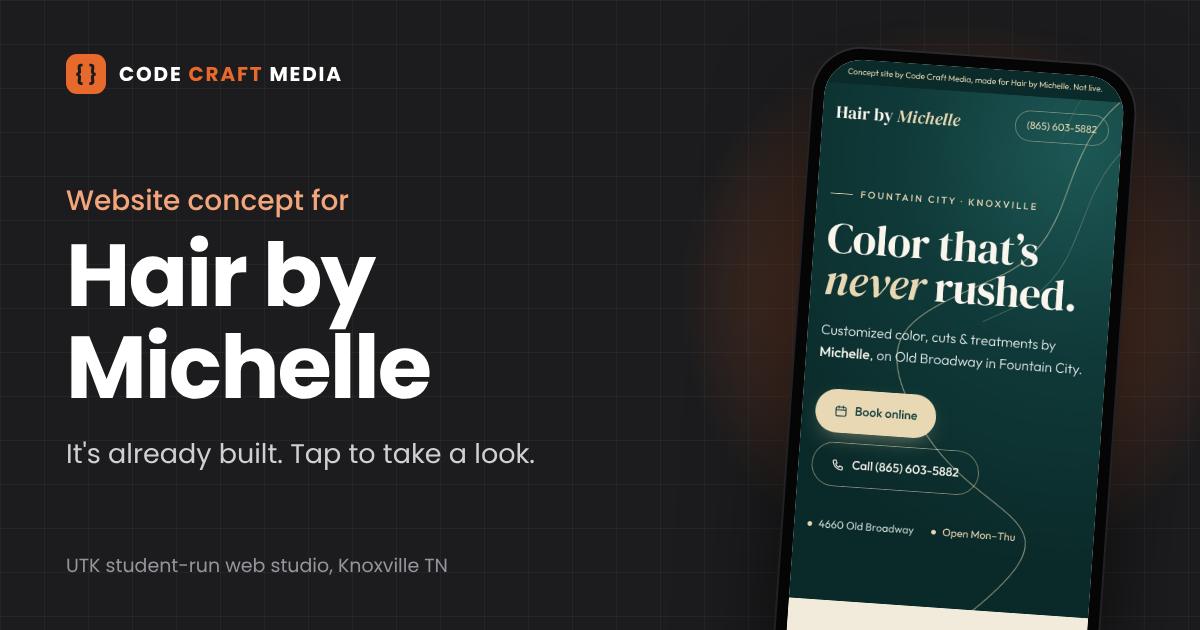 { } CODE CRAFT MEDIA
Website concept for
Hair by
Michelle
It's already built. Tap to take a look.
UTK student-run web studio, Knoxville TN
Concept site by Code Craft Media, made for Hair by Michelle. Not live.
Hair by Michelle
(865) 603-5882
FOUNTAIN CITY · KNOXVILLE
Color that’s
never rushed.
Customized color, cuts & treatments by
Michelle, on Old Broadway in Fountain City.
Book online
Call (865) 603-5882
4660 Old Broadway
Open Mon–Thu